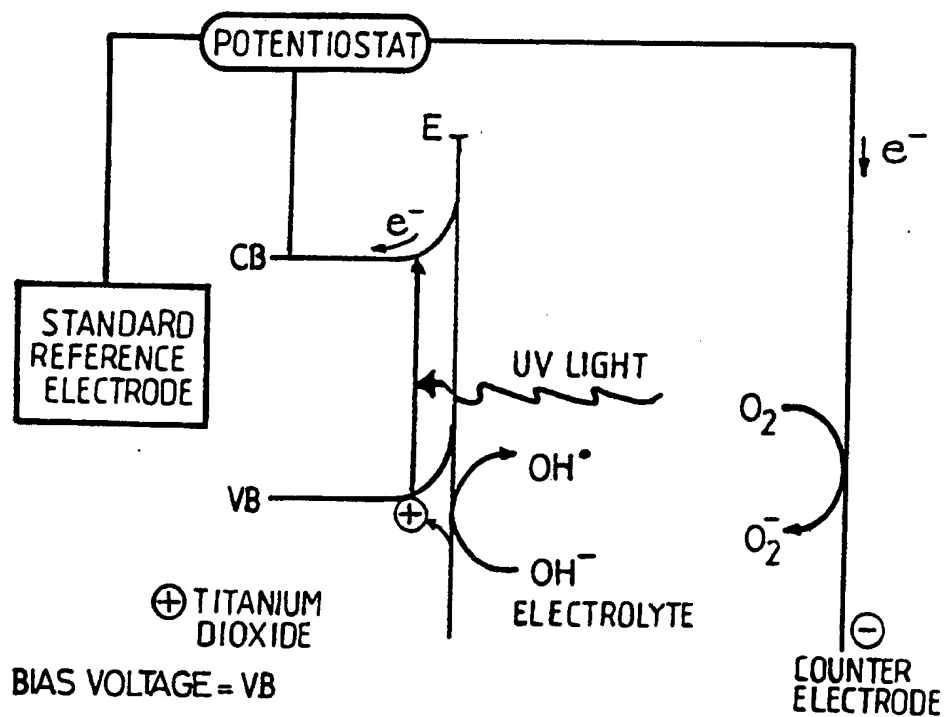 POTENTIOSTAT
E
e⁻
e⁻
CB
STANDARD
REFERENCE
ELECTRODE
UV LIGHT
O₂
OH•
VB
⊕
O₂⁻
OH⁻
⊕ TITANIUM
DIOXIDE
ELECTROLYTE
⊖
BIAS VOLTAGE = VB
COUNTER
ELECTRODE